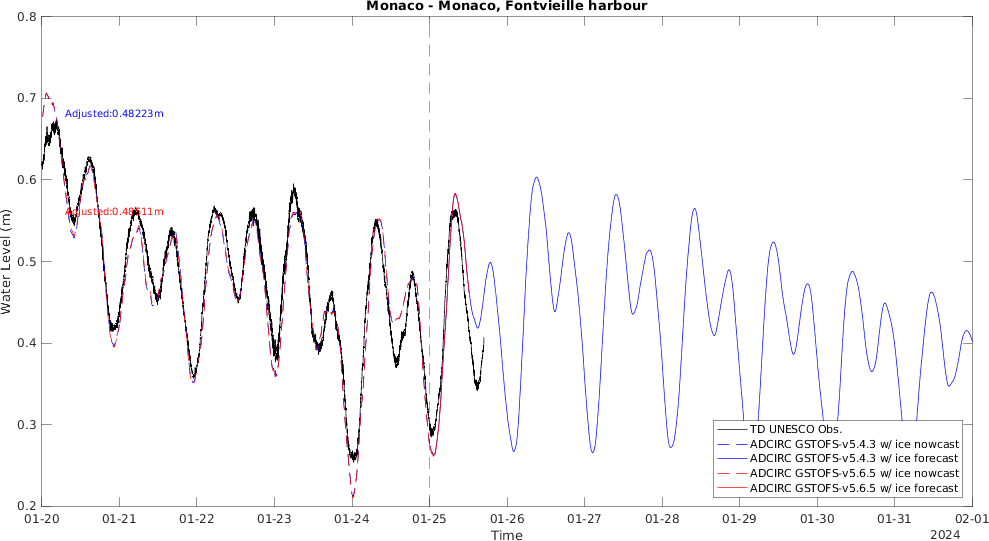 Monaco - Monaco, Fontvieille harbour
0.8
0.7
0.6
0.5
0.4
0.3
0.2
Water Level (m)
Adjusted:0.48223m
Adjusted:0.48511m
TD UNESCO Obs.
ADCIRC GSTOFS-v5.4.3 w/ ice nowcast
ADCIRC GSTOFS-v5.4.3 w/ ice forecast
ADCIRC GSTOFS-v5.6.5 w/ ice nowcast
ADCIRC GSTOFS-v5.6.5 w/ ice forecast
01-20 01-21 01-22 01-23 01-24 01-25 01-26 01-27 01-28 01-29 01-30 01-31 02-01
Time
2024